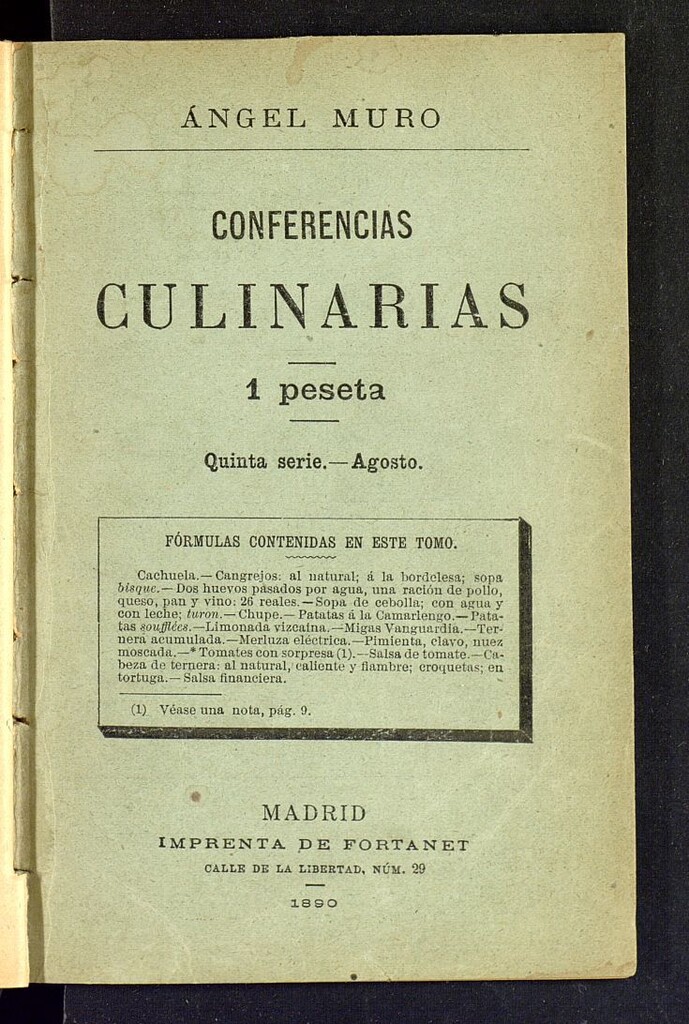 ÁNGEL MURO
CONFERENCIAS
CULINARIAS
1 peseta
Quinta serie.—Agosto.
FÓRMULAS CONTENIDAS EN ESTE TOMO.
Cachuela.—Cangrejos: al natural; á la bordelesa; sopa
bisque.—Dos huevos pasados por agua, una ración de pollo,
queso, pan y vino: 26 reales.—Sopa de cebolla; con agua y
con leche; turon.—Chupe.—Patatas á la Camarlengo.—Pata-
tas soufflées.—Limonada vizcaína.—Migas Vanguardia.—Ter-
nera acumulada.—Merluza eléctrica.—Pimienta, clavo, nuez
moscada.—* Tomates con sorpresa (1).—Salsa de tomate.—Ca-
beza de ternera: al natural, caliente y fiambre; croquetas; en
tortuga.—Salsa financiera.
(1) Véase una nota, pág. 9.
MADRID
IMPRENTA DE FORTANET
CALLE DE LA LIBERTAD, NÚM. 29
1890